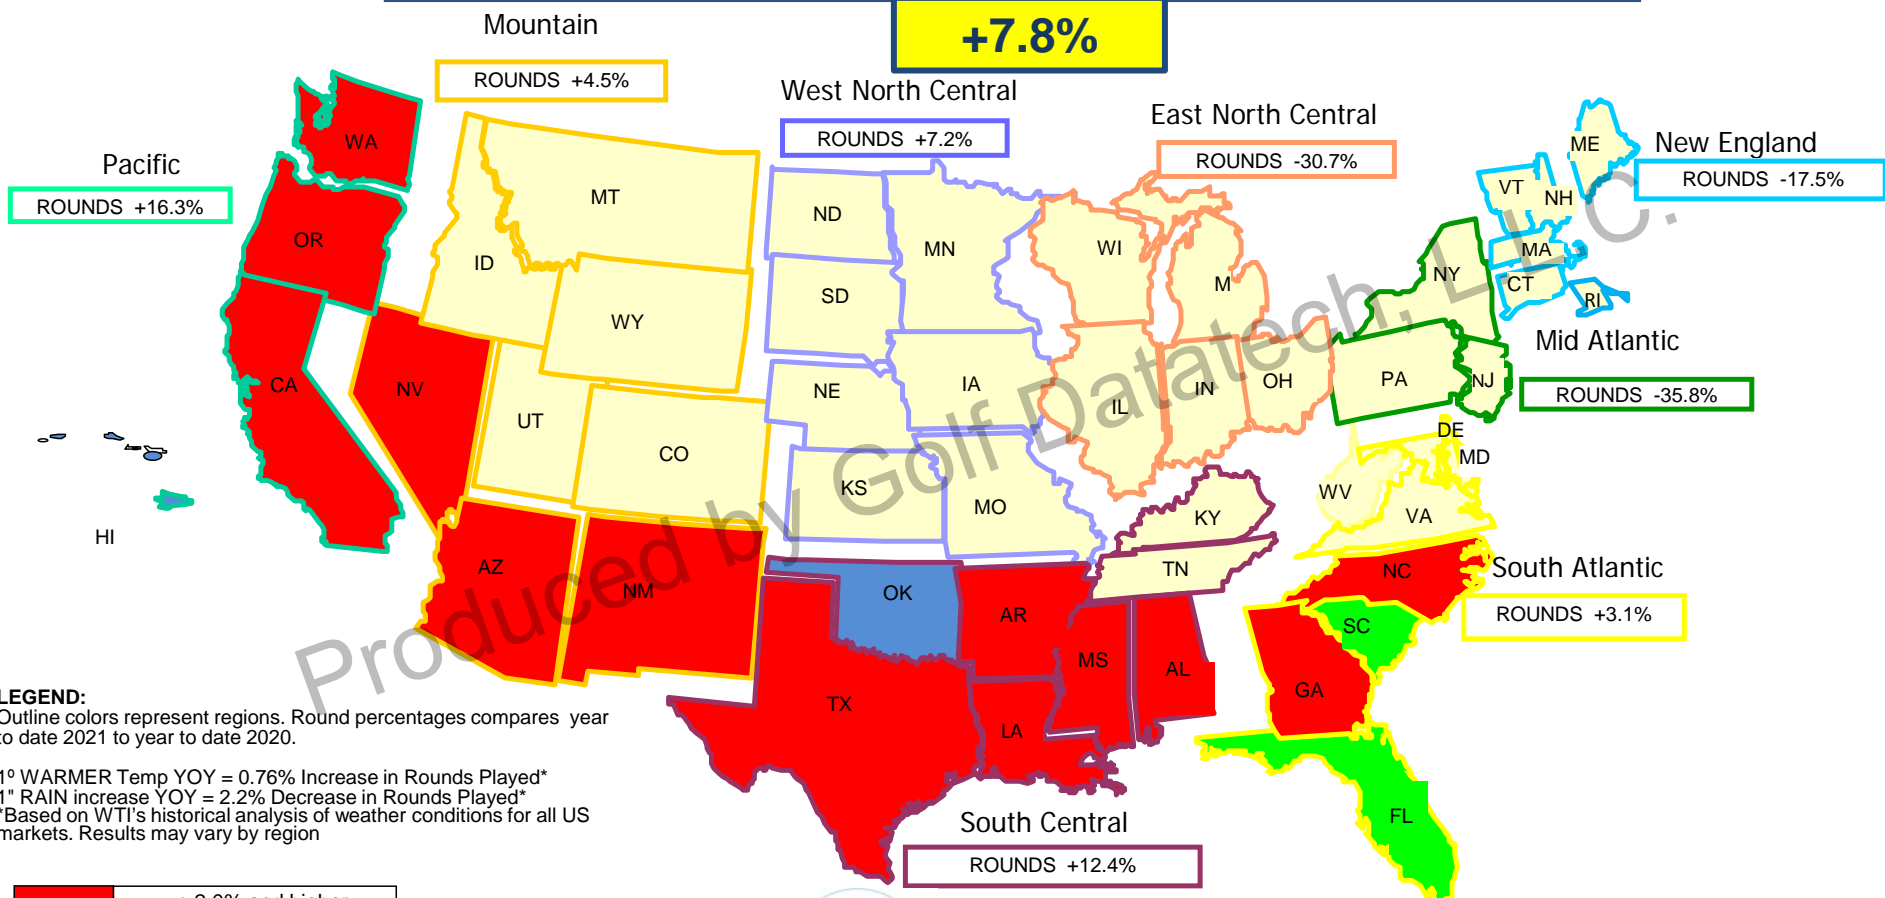 +7.8%
Mountain
ROUNDS +4.5%
West North Central
ROUNDS +7.2%
East North Central
ROUNDS -30.7%
New England
ROUNDS -17.5%
Pacific
ROUNDS +16.3%
Mid Atlantic
ROUNDS -35.8%
South Atlantic
ROUNDS +3.1%
South Central
ROUNDS +12.4%
WA
OR
CA
HI
MT
ID
WY
NV
UT
CO
AZ
NM
ND
SD
NE
KS
MN
IA
MO
WI
M
IL
IN
OH
ME
VT
NH
MA
CT
RI
NY
PA
NJ
DE
MD
WV
VA
NC
SC
GA
FL
KY
TN
OK
AR
TX
LA
MS
AL
Produced by Golf Datatech, LLC.
LEGEND:
Outline colors represent regions. Round percentages compares year
to date 2021 to year to date 2020.
1º WARMER Temp YOY = 0.76% Increase in Rounds Played*
1" RAIN increase YOY = 2.2% Decrease in Rounds Played*
*Based on WTI's historical analysis of weather conditions for all US
markets. Results may vary by region